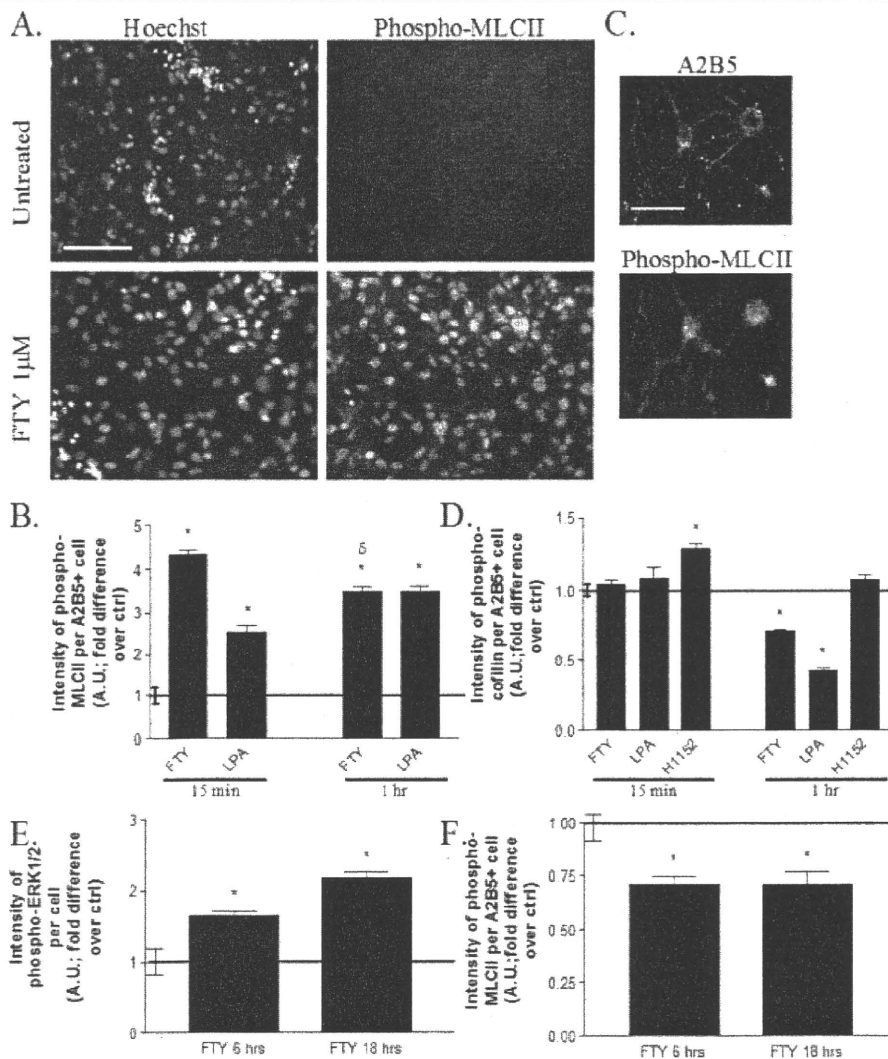 A.
Hoechst
Phospho-MLCII
C.
A2B5
Untreated
Phospho-MLCII
FTY 1µM
B.
Intensity of phospho-
MLCII per A2B5+ cell
(A.U.; fold difference
over ctrl)
5
4
3
2
1
0
*
*
δ
*
*
FTY
LPA
FTY
LPA
15 min
1 hr
D.
Intensity of phospho-
cofilin per A2B5+ cell
(A.U.;fold difference
over ctrl)
1.5
1.0
0.5
0.0
*
*
*
FTY
LPA
H1152
FTY
LPA
H1152
15 min
1 hr
E.
Intensity of
phospho-ERK1/2+
per cell
(A.U.; fold difference
over ctrl)
3
2
1
0
*
*
FTY 6 hrs
FTY 18 hrs
F.
Intensity of phospho-
MLCII per A2B5+ cell
(A.U.;fold difference
over ctrl)
1.00
0.75
0.50
0.25
0.00
*
*
FTY 6 hrs
FTY 18 hrs